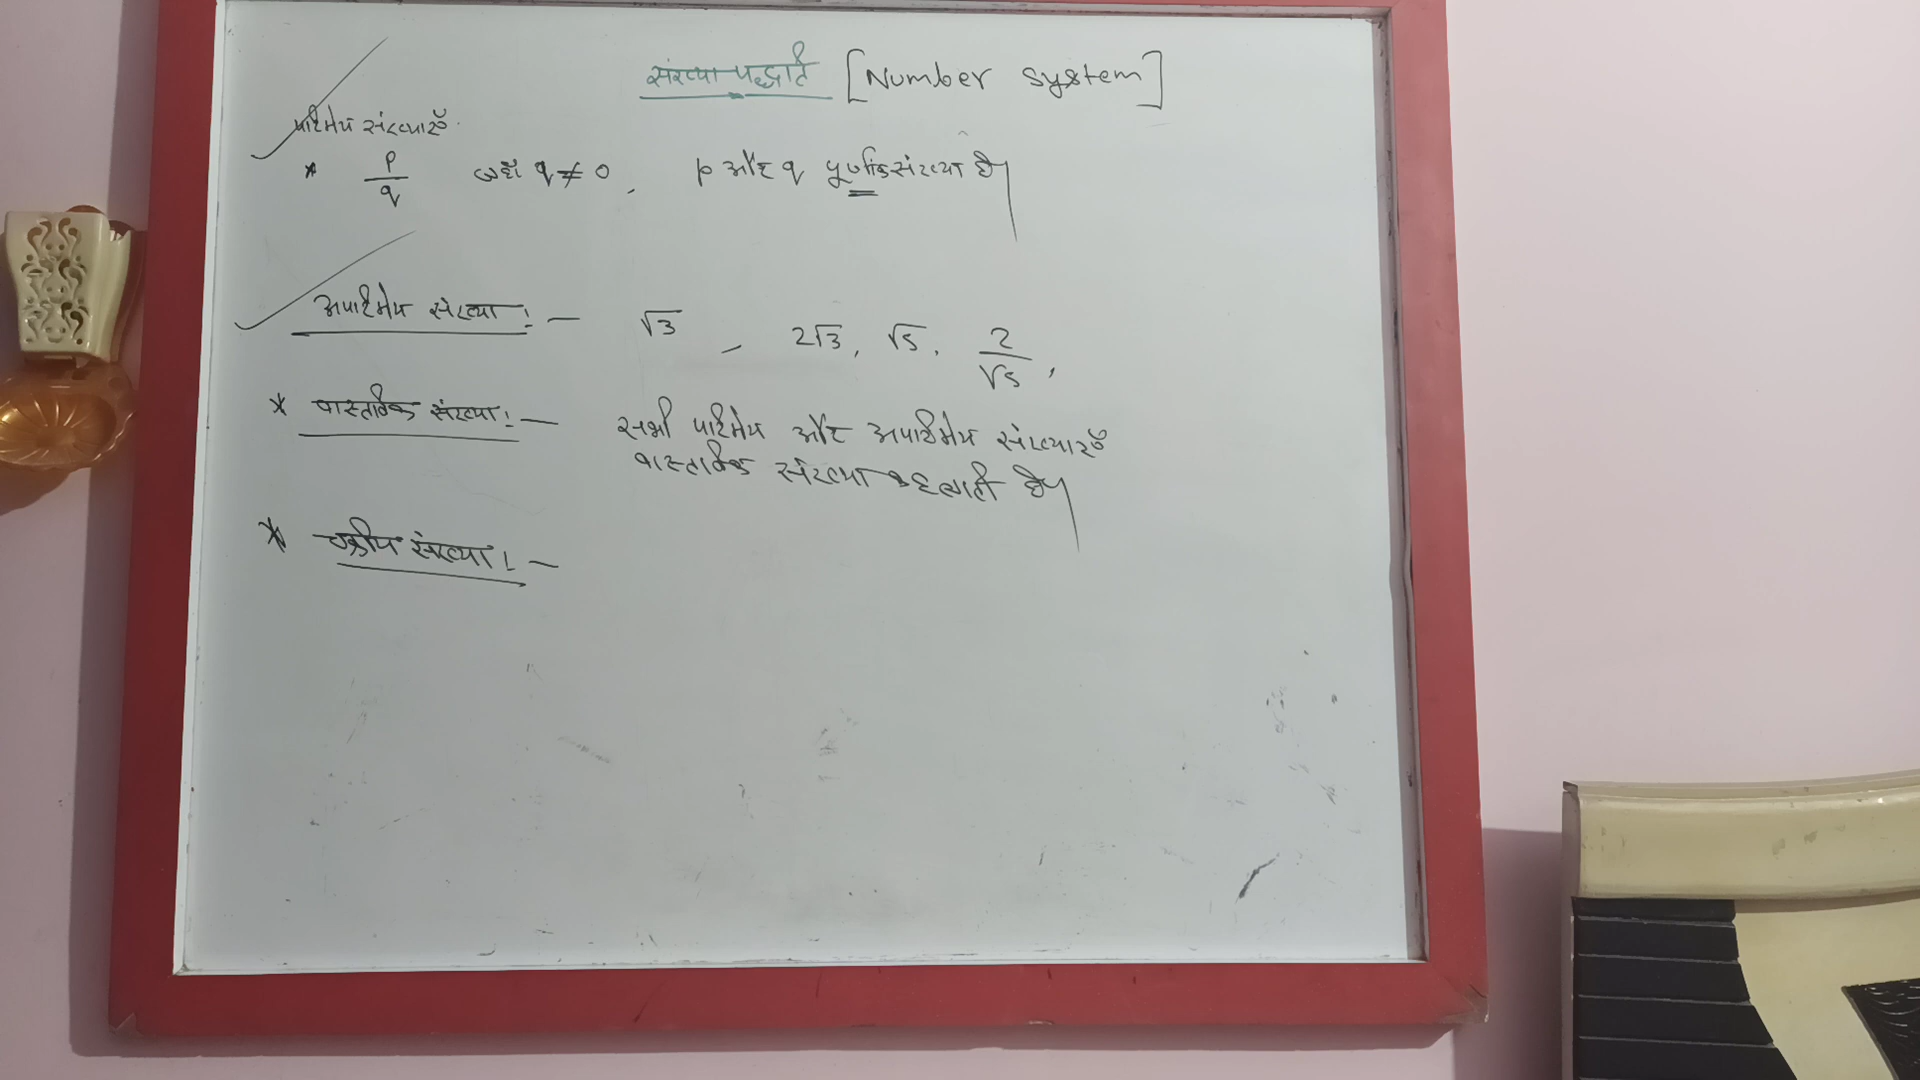 संख्या पद्धति [Number system]
परिमेय संख्याएँ
* p/q जहाँ q ≠ 0, p और q पूर्णांक संख्या है।
अपरिमेय संख्या :- √3, 2√3, √5, 2/√5,
* वास्तविक संख्या :- सभी परिमेय और अपरिमेय संख्याएँ
वास्तविक संख्या कहलाती है।
* चक्रीय संख्या :-